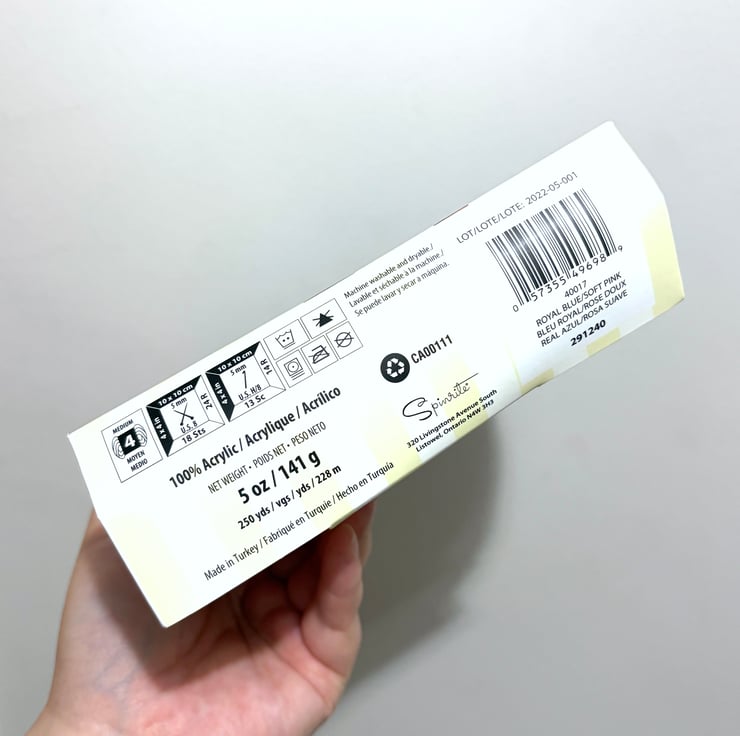 MEDIUM
4
MOYEN
MEDIO
10 x 10 cm
4 x 4 in
5 mm
U.S. 8
24R
18 Sts
10 x 10 cm
4 x 4 in
5 mm
U.S. H/8
14R
13 Sc
Machine washable and dryable /
Lavable et séchable à la machine /
Se puede lavar y secar a máquina.
100% Acrylic / Acrylique / Acrílico
NET WEIGHT • POIDS NET • PESO NETO
5 oz / 141 g
250 yds / vgs / yds / 228 m
Made in Turkey / Fabriqué en Turquie / Hecho en Turquia
CA00111
Spinrite
320 Livingstone Avenue South
Listowel, Ontario N4W 3H3
LOT/LOTE/LOTE: 2022-05-001
0 57355 49698 9
40017
ROYAL BLUE/SOFT PINK
BLEU ROYAL/ROSE DOUX
REAL AZUL/ROSA SUAVE
291240